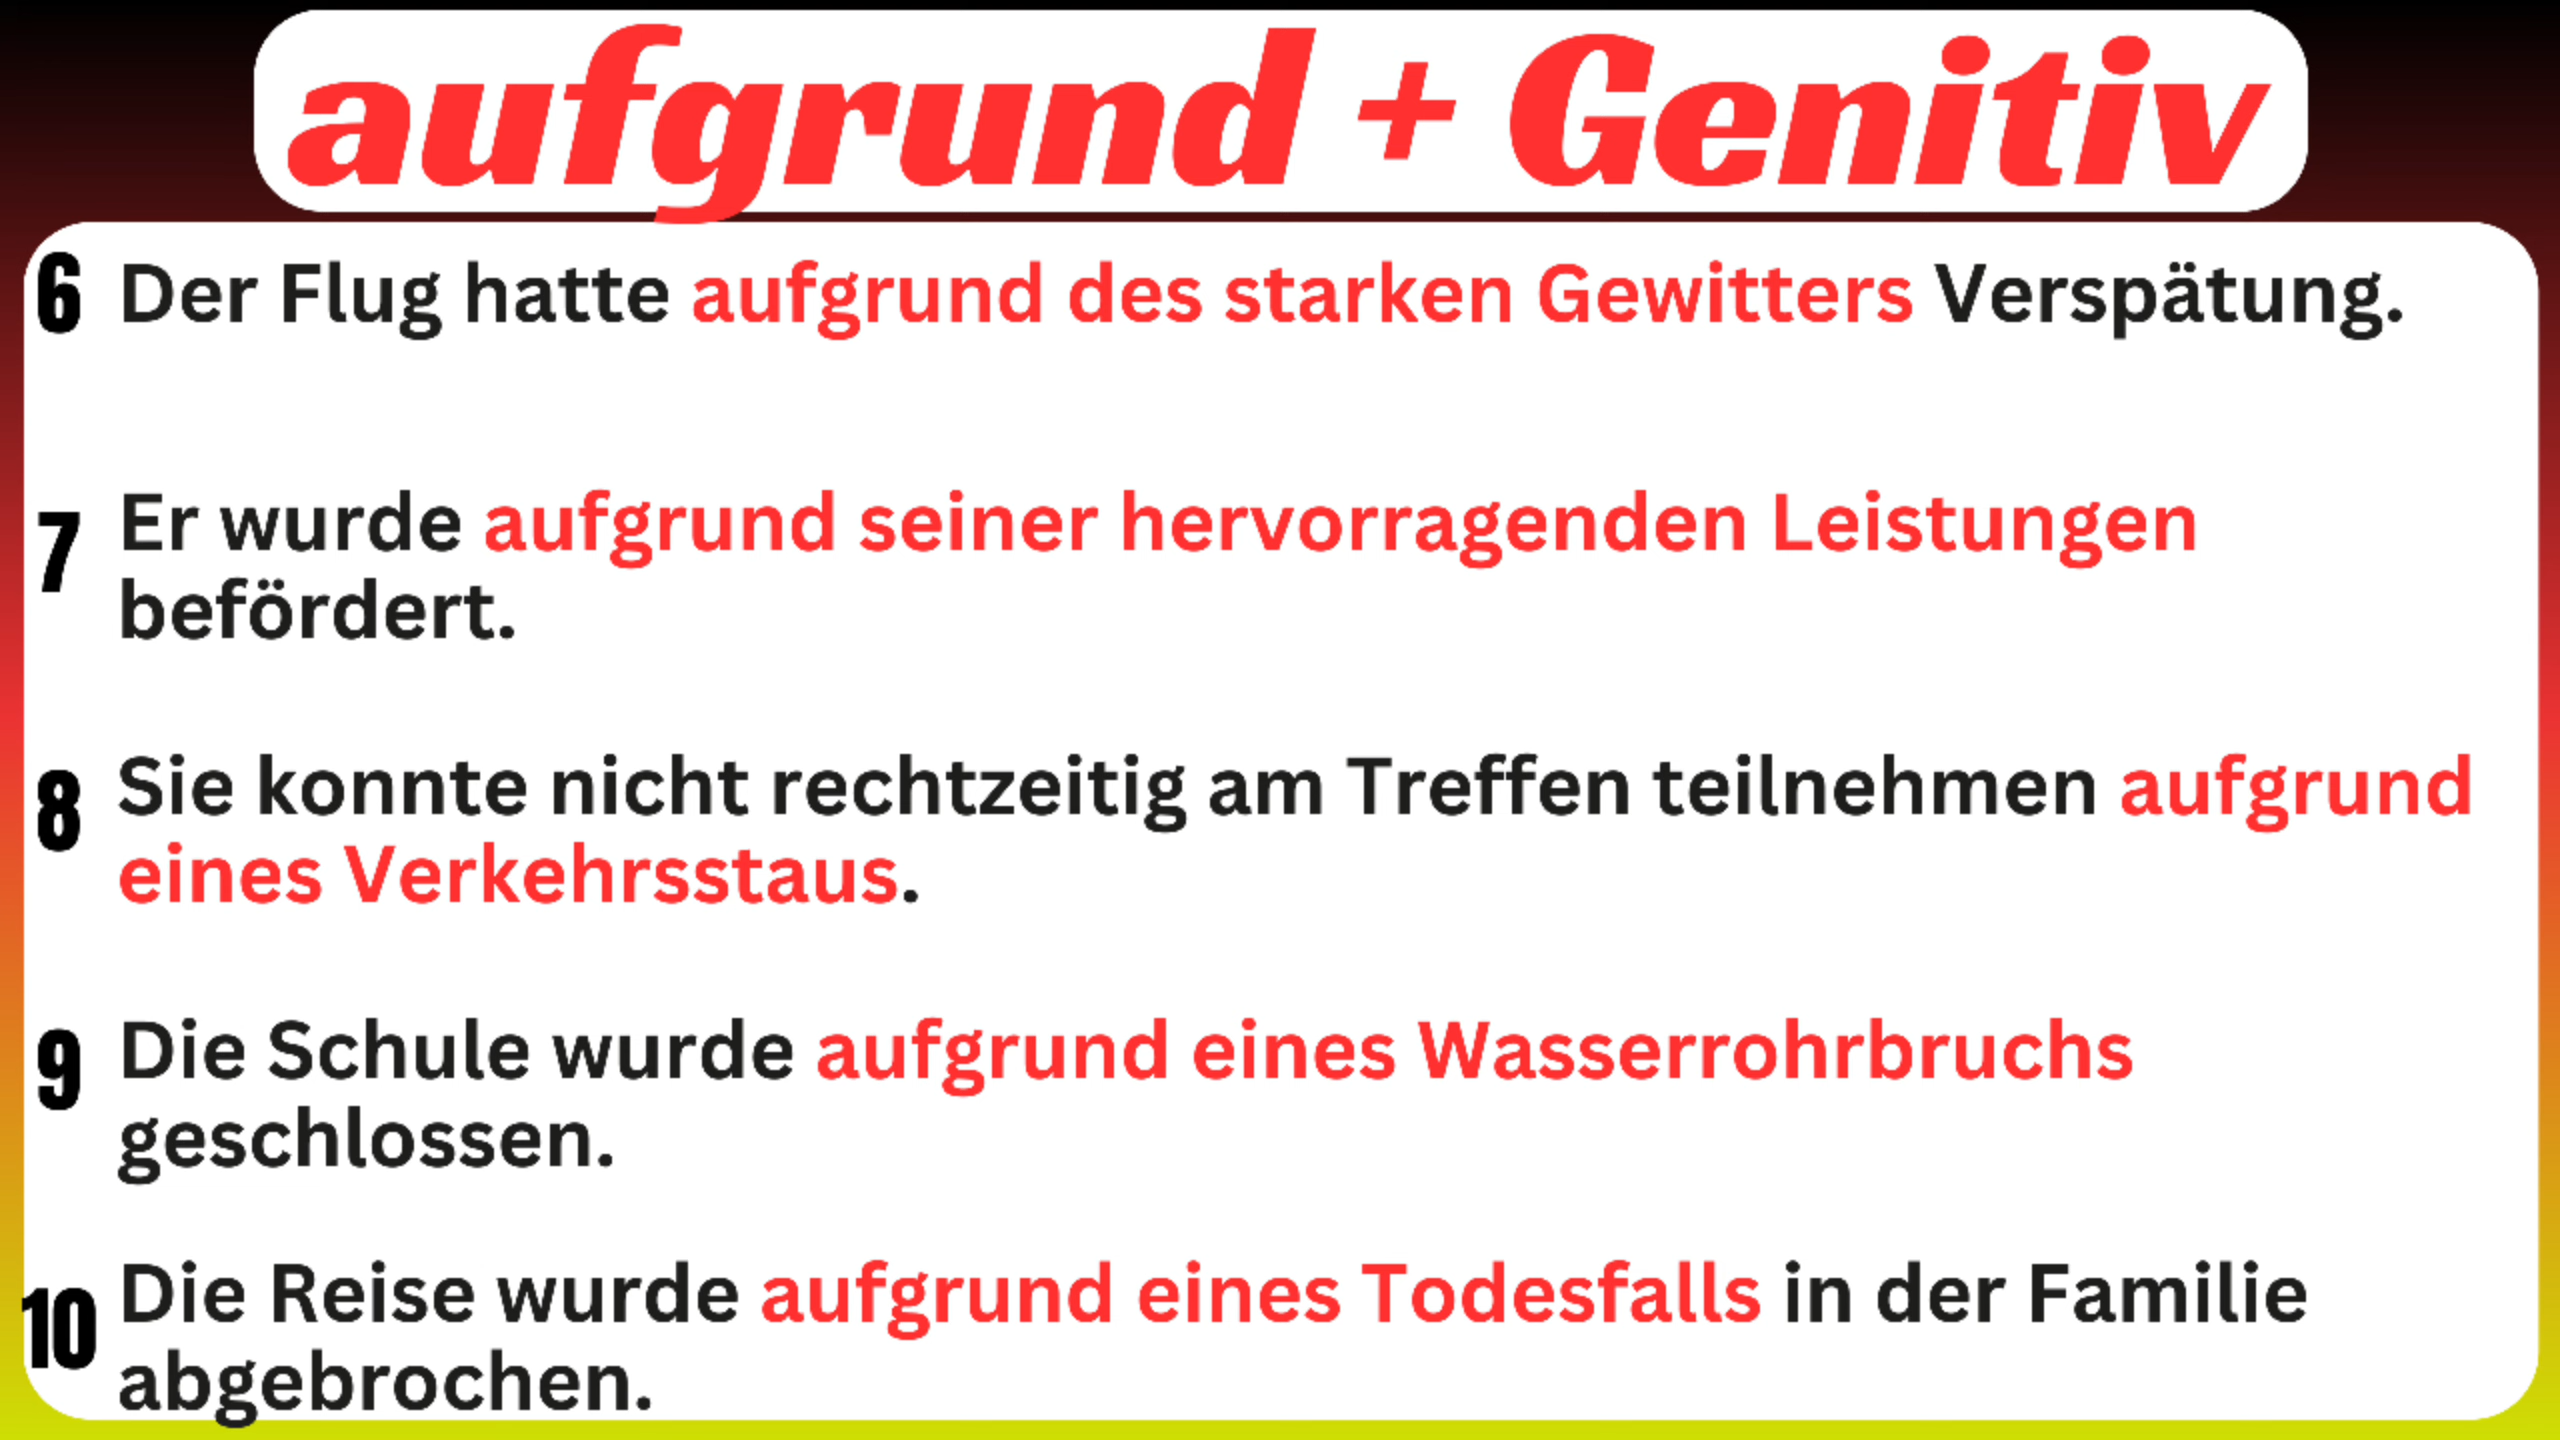 aufgrund + Genitiv
6 Der Flug hatte aufgrund des starken Gewitters Verspätung.
7 Er wurde aufgrund seiner hervorragenden Leistungen
befördert.
8 Sie konnte nicht rechtzeitig am Treffen teilnehmen aufgrund
eines Verkehrsstaus.
9 Die Schule wurde aufgrund eines Wasserrohrbruchs
geschlossen.
10 Die Reise wurde aufgrund eines Todesfalls in der Familie
abgebrochen.